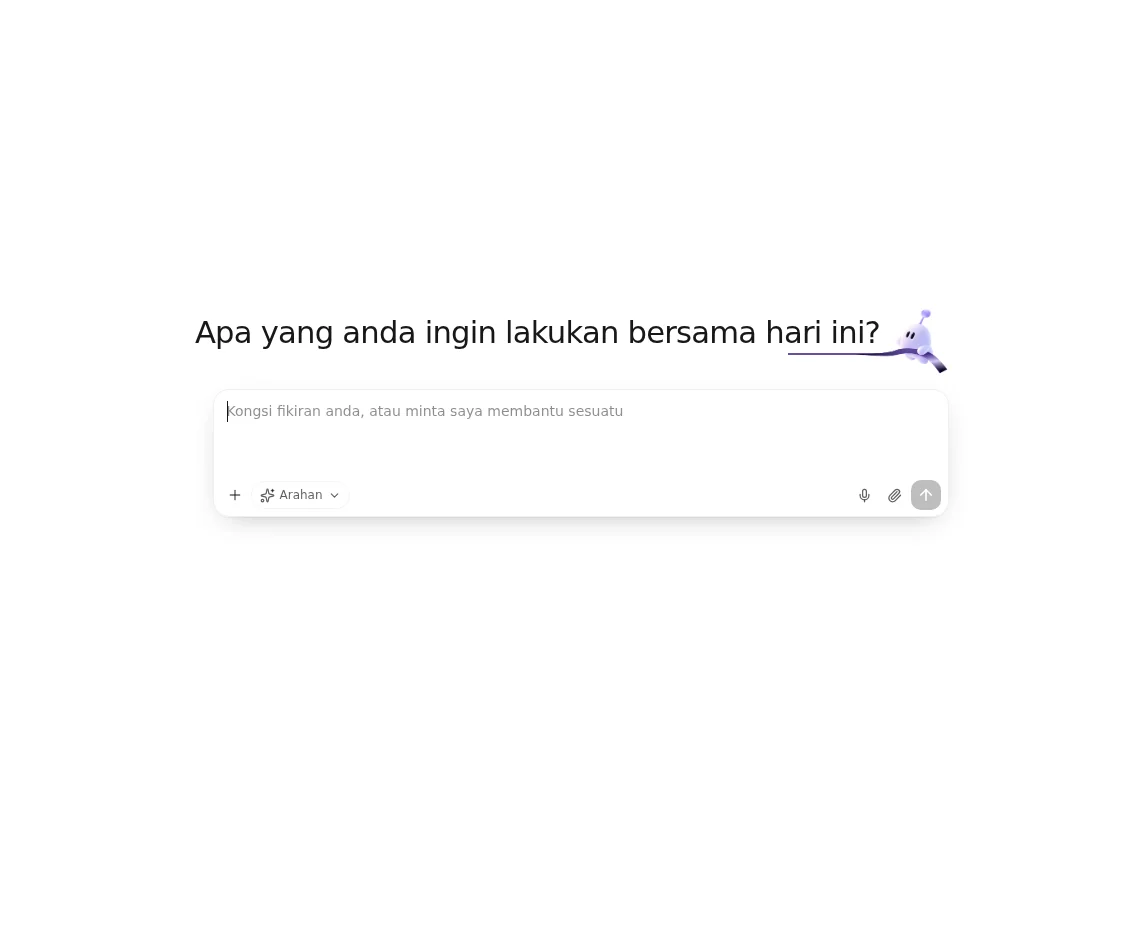 Apa yang anda ingin lakukan bersama hari ini?
Kongsi fikiran anda, atau minta saya membantu sesuatu
Arahan